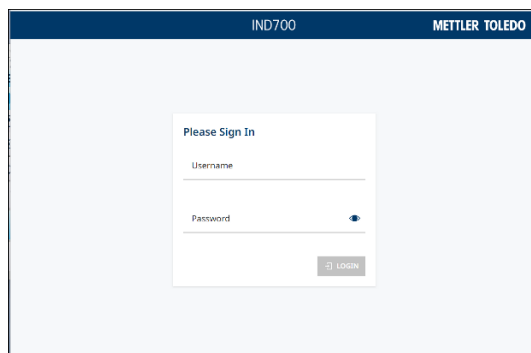 IND700
METTLER TOLEDO
Please Sign In
Username
Password
LOGIN